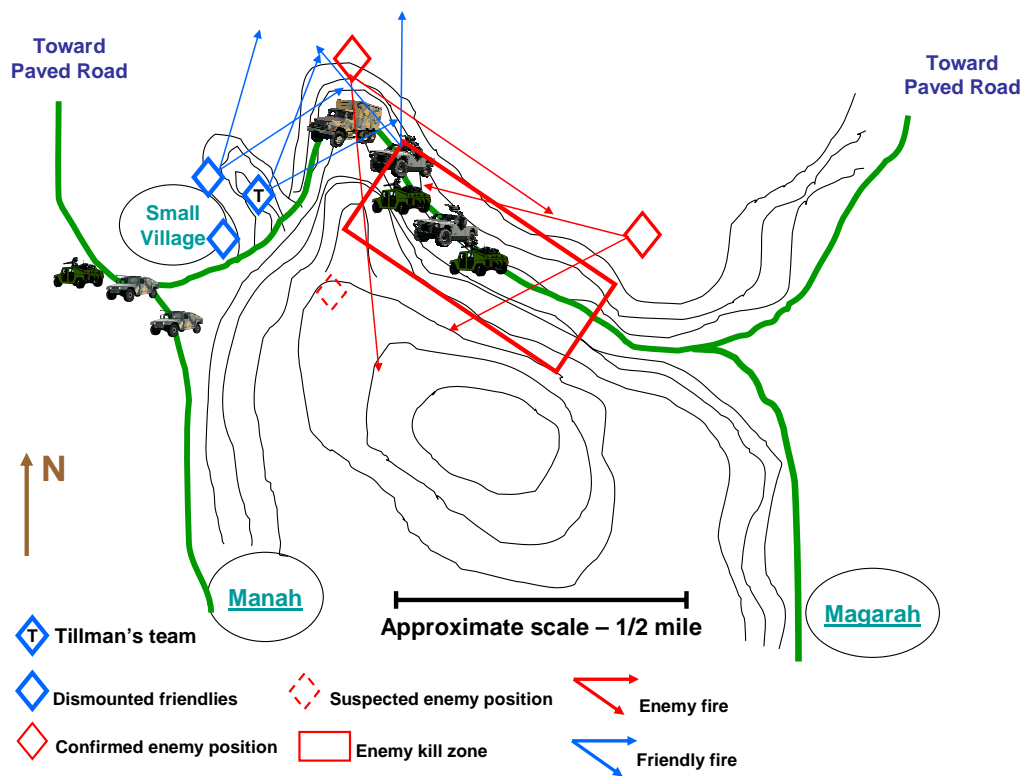 Toward
Paved Road
Toward
Paved Road
T
Small
Village
N
Manah
Magarah
Approximate scale – 1/2 mile
T
Tillman's team
Dismounted friendlies
Suspected enemy position
Enemy fire
Confirmed enemy position
Enemy kill zone
Friendly fire